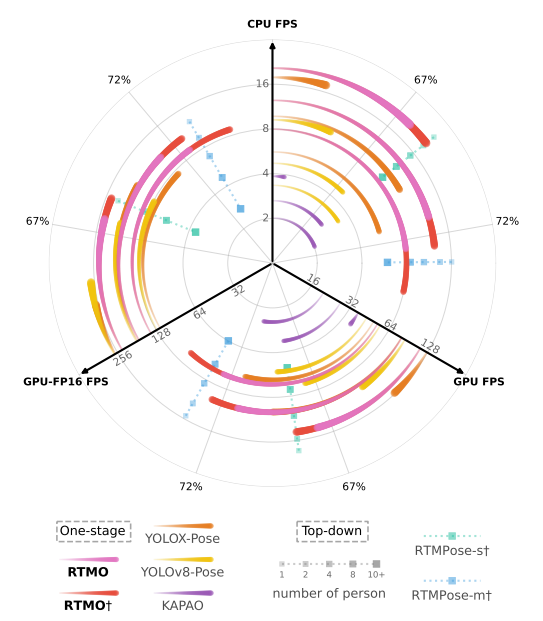 CPU FPS
72%
67%
16
8
4
2
67%
72%
16
32
32
64
64
128
128
256
GPU-FP16 FPS
GPU FPS
72%
67%
One-stage
YOLOX-Pose
Top-down
RTMPose-s†
RTMO
YOLOv8-Pose
1 2 4 8 10+
number of person
RTMPose-m†
RTMO†
KAPAO